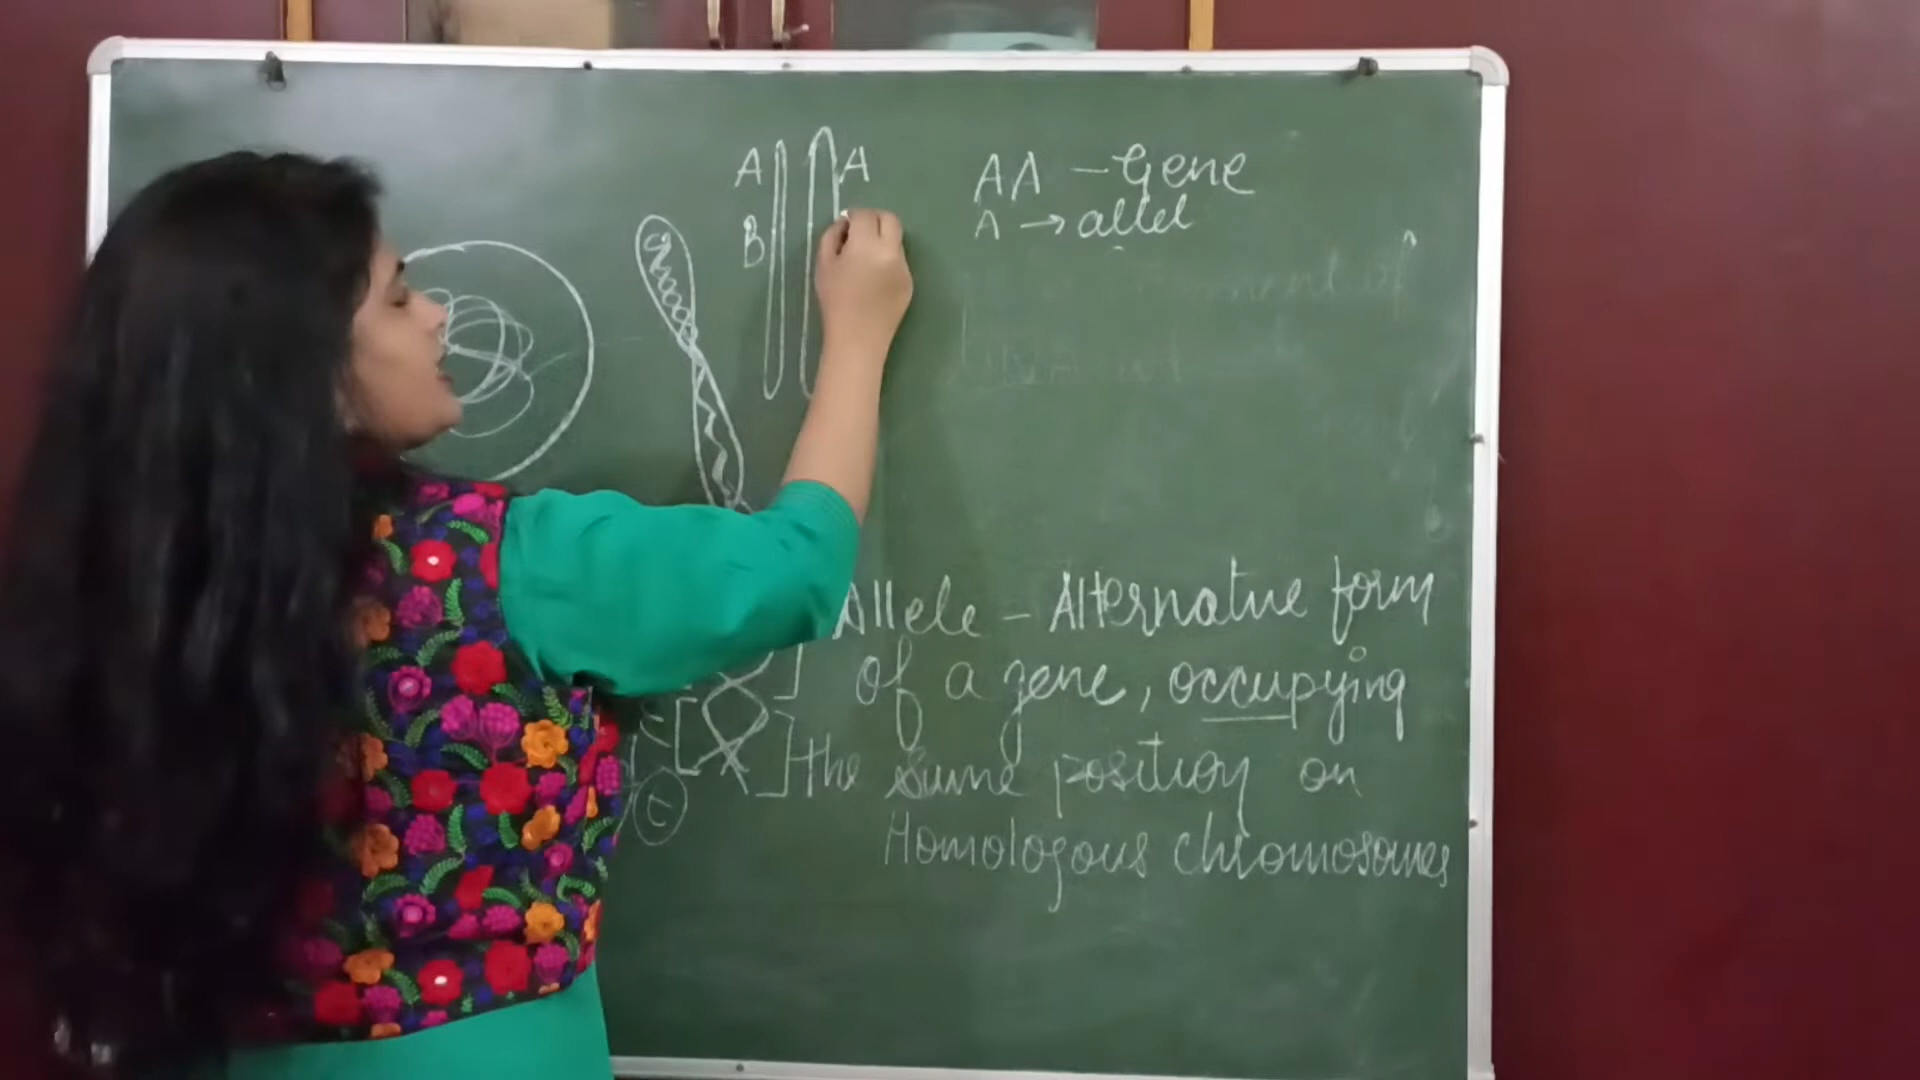 A A
B
AA - Gene
A → allel
Allele - Alternative form
of a gene, occupying
the same position on
Homologous chromosomes